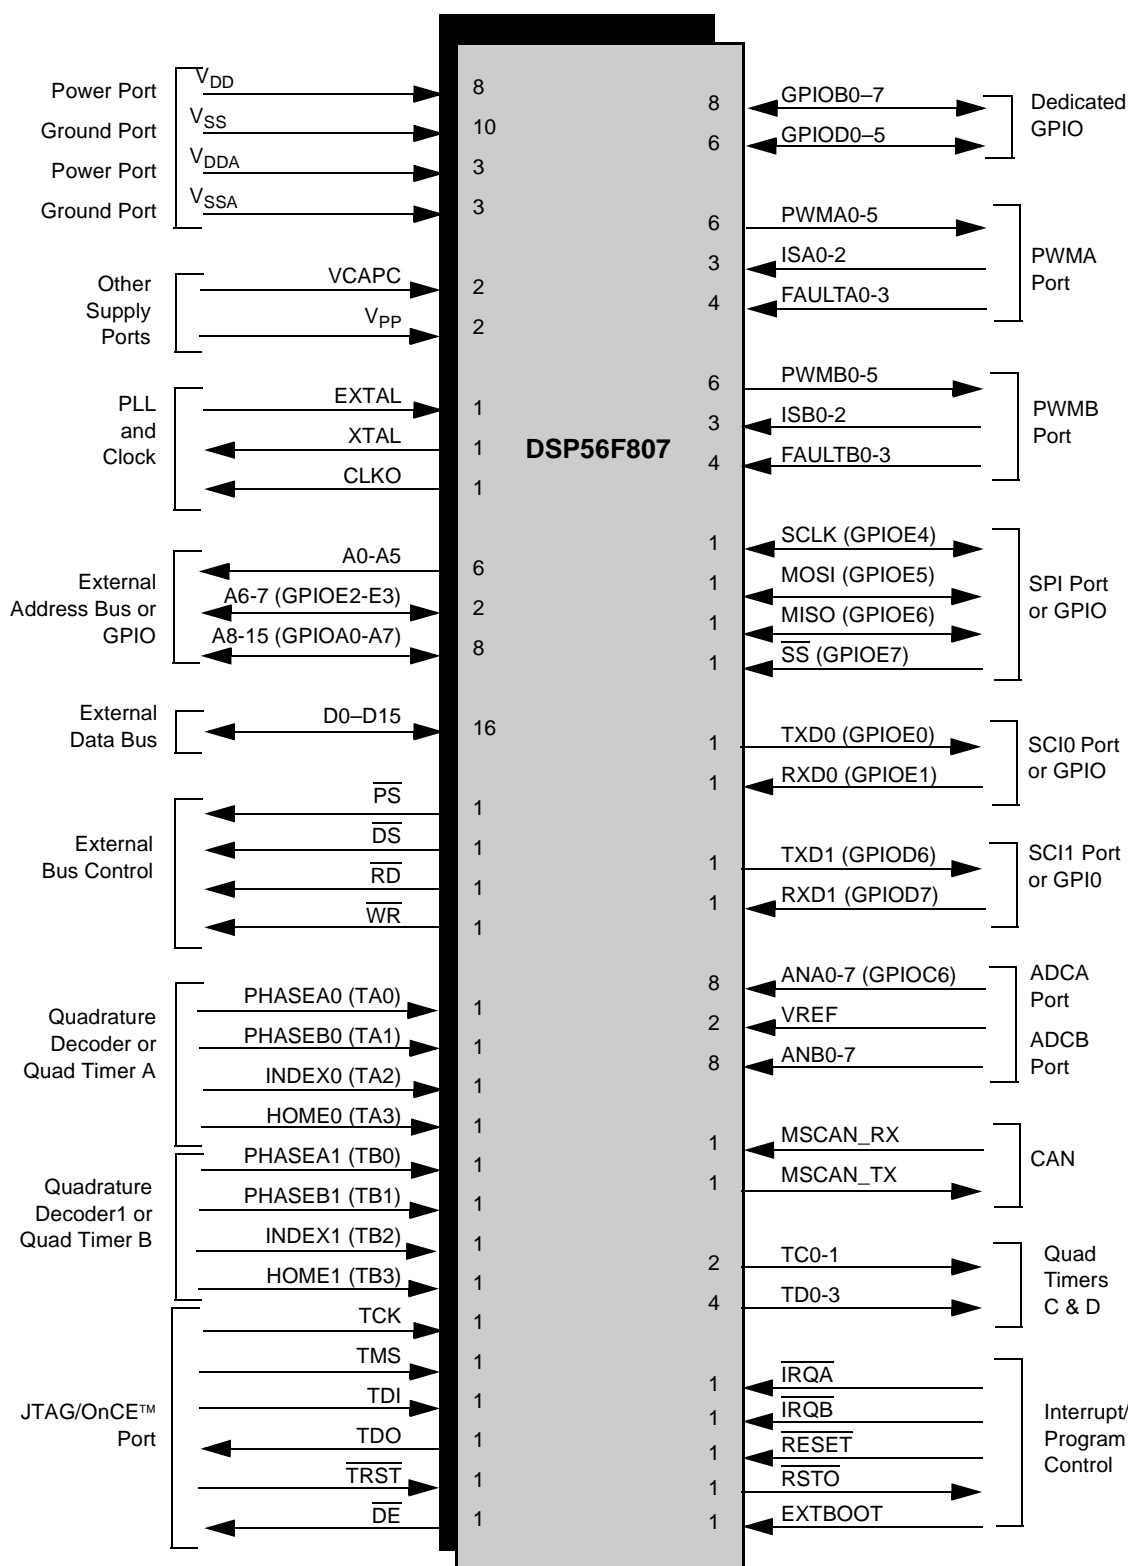 DSP56F807
Power Port
V_DD
8
Ground Port
V_SS
10
Power Port
V_DDA
3
Ground Port
V_SSA
3
Other
Supply
Ports
VCAPC
2
V_PP
2
PLL
and
Clock
EXTAL
1
XTAL
1
CLKO
1
External
Address Bus or
GPIO
A0-A5
6
A6-7 (GPIOE2-E3)
2
A8-15 (GPIOA0-A7)
8
External
Data Bus
D0–D15
16
External
Bus Control
PS
1
DS
1
RD
1
WR
1
Quadrature
Decoder or
Quad Timer A
PHASEA0 (TA0)
1
PHASEB0 (TA1)
1
INDEX0 (TA2)
1
HOME0 (TA3)
1
Quadrature
Decoder1 or
Quad Timer B
PHASEA1 (TB0)
1
PHASEB1 (TB1)
1
INDEX1 (TB2)
1
HOME1 (TB3)
1
JTAG/OnCE™
Port
TCK
1
TMS
1
TDI
1
TDO
1
TRST
1
DE
1
8
GPIOB0–7
6
GPIOD0–5
Dedicated
GPIO
6
PWMA0-5
3
ISA0-2
4
FAULTA0-3
PWMA
Port
6
PWMB0-5
3
ISB0-2
4
FAULTB0-3
PWMB
Port
1
SCLK (GPIOE4)
1
MOSI (GPIOE5)
1
MISO (GPIOE6)
1
SS (GPIOE7)
SPI Port
or GPIO
1
TXD0 (GPIOE0)
1
RXD0 (GPIOE1)
SCI0 Port
or GPIO
1
TXD1 (GPIOD6)
1
RXD1 (GPIOD7)
SCI1 Port
or GPI0
8
ANA0-7 (GPIOC6)
2
VREF
8
ANB0-7
ADCA
Port
ADCB
Port
1
MSCAN_RX
1
MSCAN_TX
CAN
2
TC0-1
4
TD0-3
Quad
Timers
C & D
1
IRQA
1
IRQB
1
RESET
1
RSTO
1
EXTBOOT
Interrupt/
Program
Control